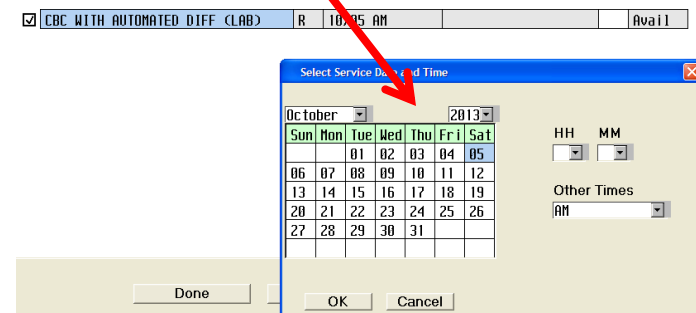 CBC WITH AUTOMATED DIFF (LAB) R 10/05 AM Avail
Select Service Date and Time
October 2013
Sun Mon Tue Wed Thu Fri Sat
01 02 03 04 05
06 07 08 09 10 11 12
13 14 15 16 17 18 19
20 21 22 23 24 25 26
27 28 29 30 31
HH MM
Other Times
AM
Done
OK Cancel